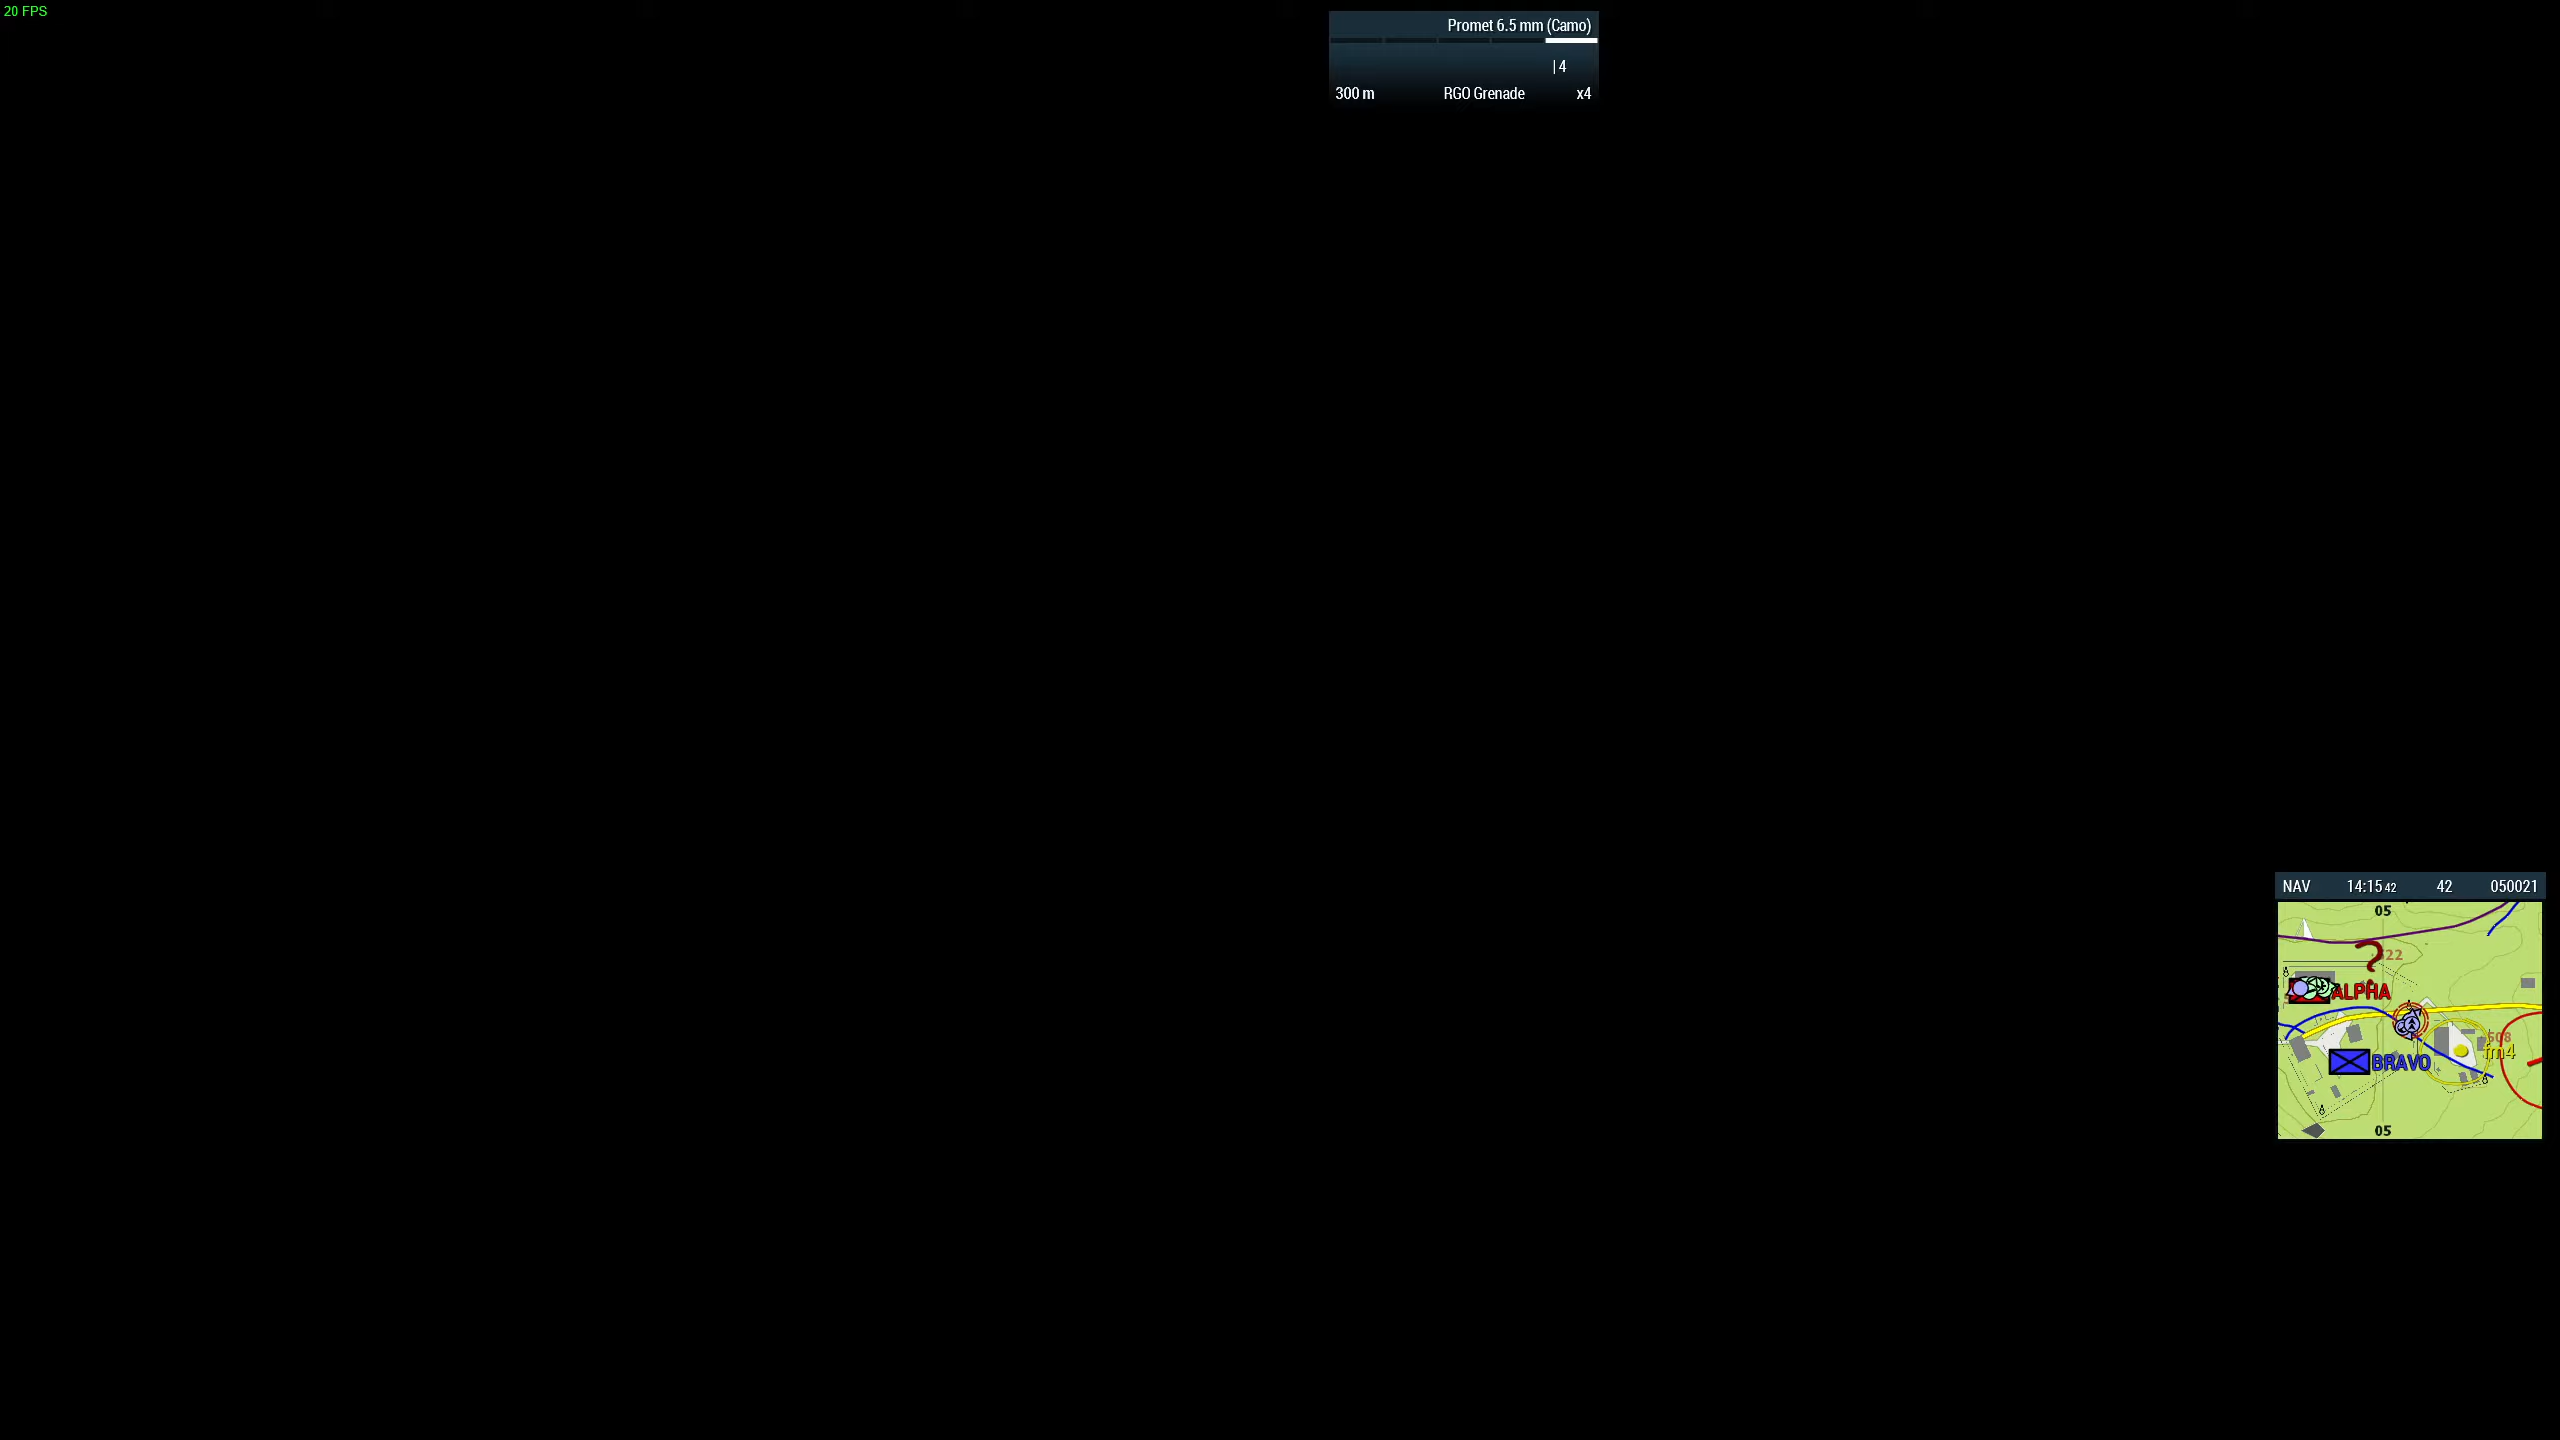 20 FPS
Promet 6.5 mm (Camo)
| 4
300 m RGO Grenade x4
NAV 14:15 42 42 050021
05
?
ALPHA
fm4
BRAVO
05